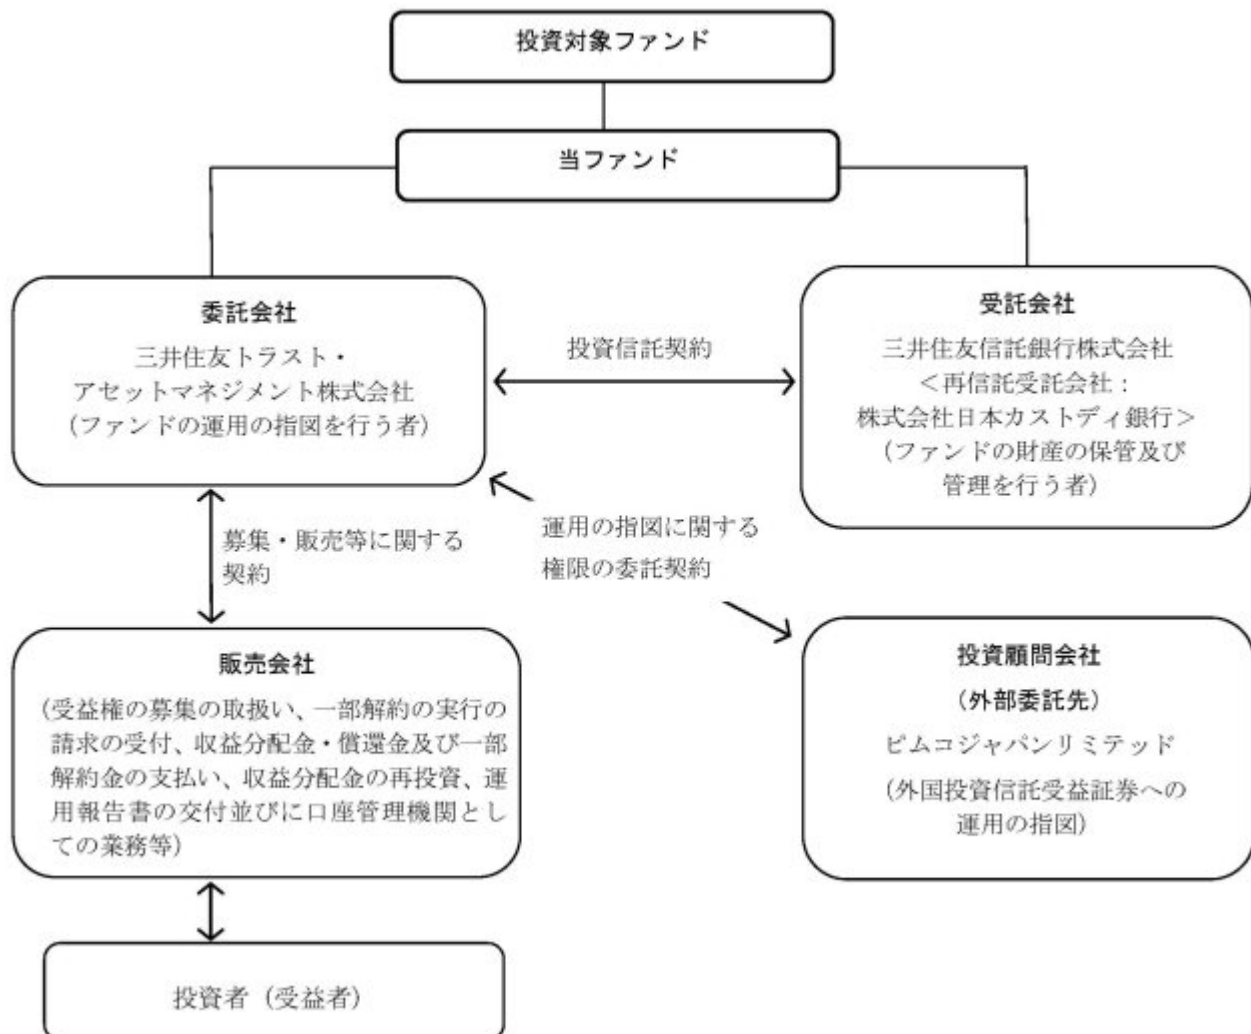 投資対象ファンド
当ファンド
委託会社
三井住友トラスト・
アセットマネジメント株式会社
(ファンドの運用の指図を行う者)
投資信託契約
受託会社
三井住友信託銀行株式会社
＜再信託受託会社：
株式会社日本カストディ銀行＞
(ファンドの財産の保管及び
管理を行う者)
募集・販売等に関する
契約
運用の指図に関する
権限の委託契約
販売会社
(受益権の募集の取扱い、一部解約の実行の
請求の受付、収益分配金・償還金及び一部
解約金の支払い、収益分配金の再投資、運
用報告書の交付並びに口座管理機関とし
ての業務等)
投資顧問会社
(外部委託先)
ピムコジャパンリミテッド
(外国投資信託受益証券への
運用の指図)
投資者（受益者）